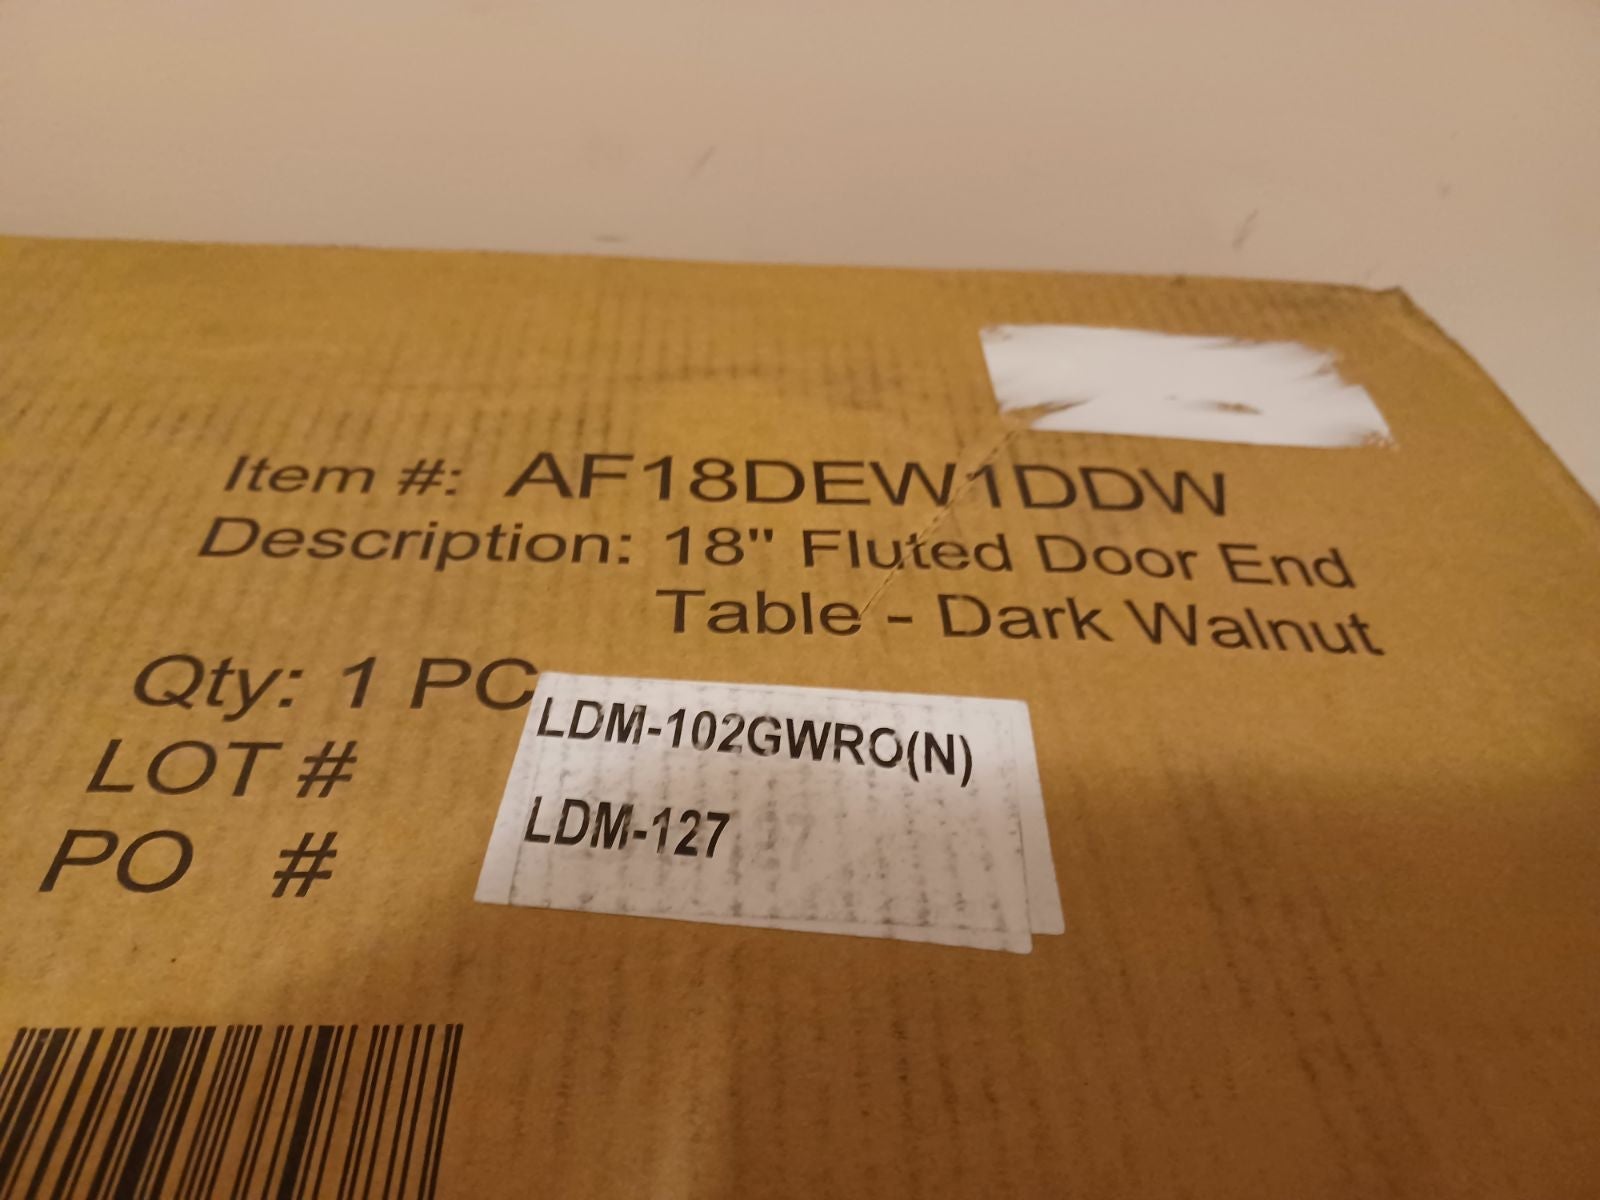 Item #: AF18DEW1DDW
Description: 18" Fluted Door End
Table - Dark Walnut
Qty: 1 PC
LOT #
PO #
LDM-102GWRO(N)
LDM-127